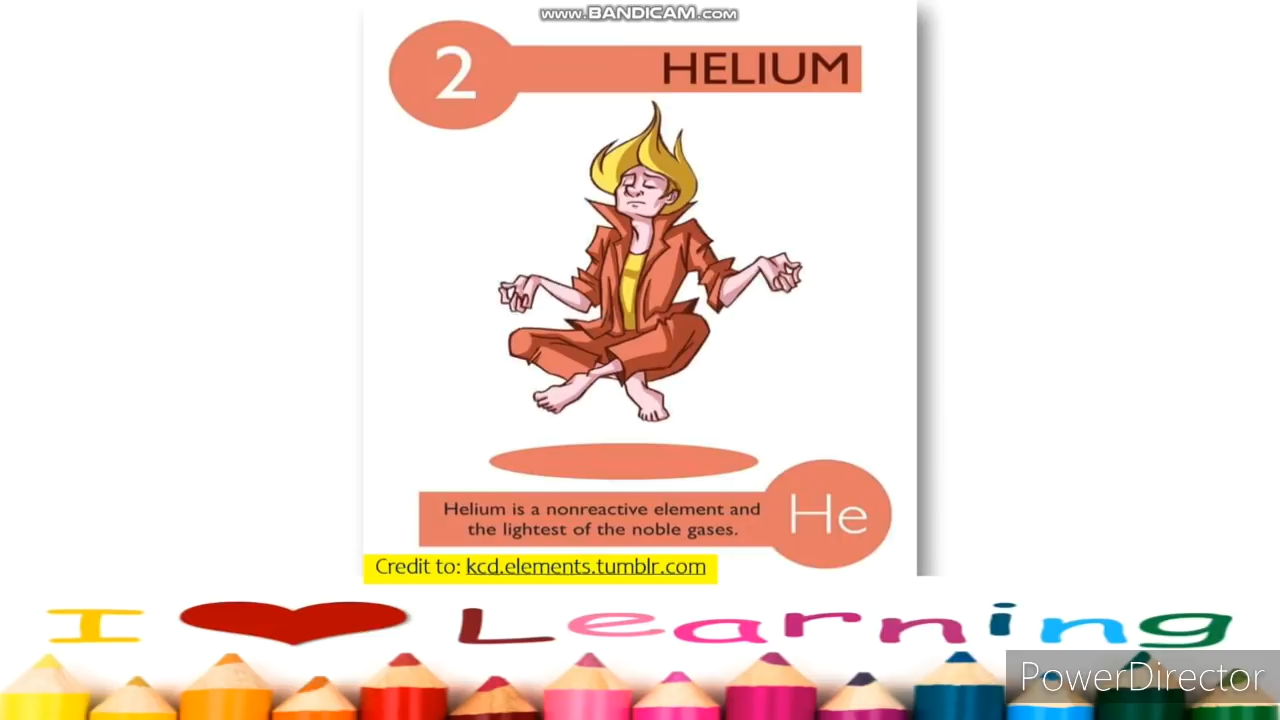 www.BANDICAM.com
2
HELIUM
Helium is a nonreactive element and
the lightest of the noble gases.
He
Credit to: kcd.elements.tumblr.com
I Learning
PowerDirector